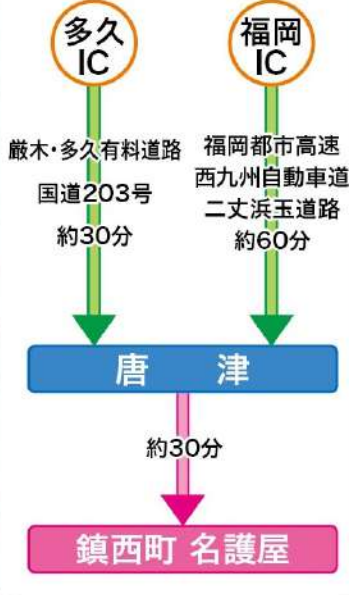 多久
IC
福岡
IC
厳木・多久有料道路
国道203号
約30分
福岡都市高速
西九州自動車道
二丈浜玉道路
約60分
唐　津
約30分
鎮西町 名護屋